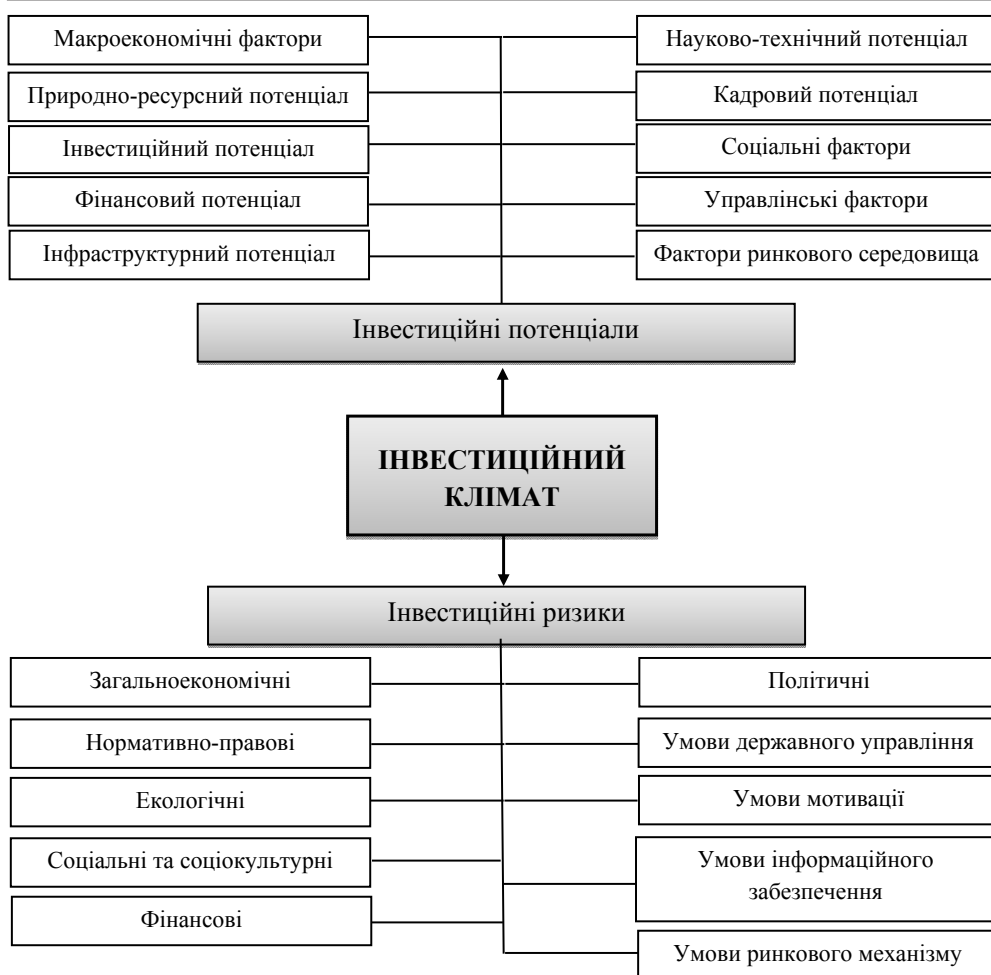 Макроекономічні фактори
Науково-технічний потенціал
Природно-ресурсний потенціал
Кадровий потенціал
Інвестиційний потенціал
Соціальні фактори
Фінансовий потенціал
Управлінські фактори
Інфраструктурний потенціал
Фактори ринкового середовища
Інвестиційні потенціали
ІНВЕСТИЦІЙНИЙ
КЛІМАТ
Інвестиційні ризики
Загальноекономічні
Політичні
Нормативно-правові
Умови державного управління
Екологічні
Умови мотивації
Соціальні та соціокультурні
Умови інформаційного
забезпечення
Фінансові
Умови ринкового механізму